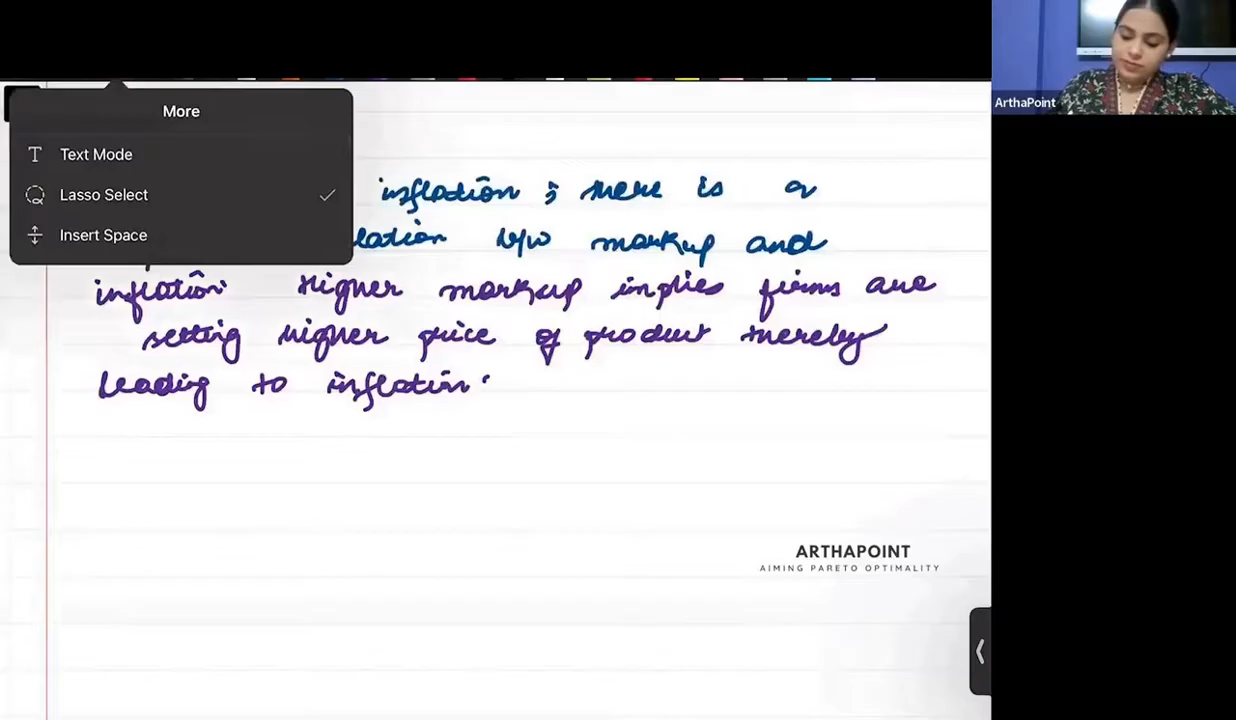 More
ArthaPoint
Text Mode
Lasso Select
Insert Space
inflation ; there is a
lation b/w markup and
inflation. Higher markup implies firms are
setting higher price of product thereby
leading to inflation.
ARTHAPOINT
AIMING PARETO OPTIMALITY